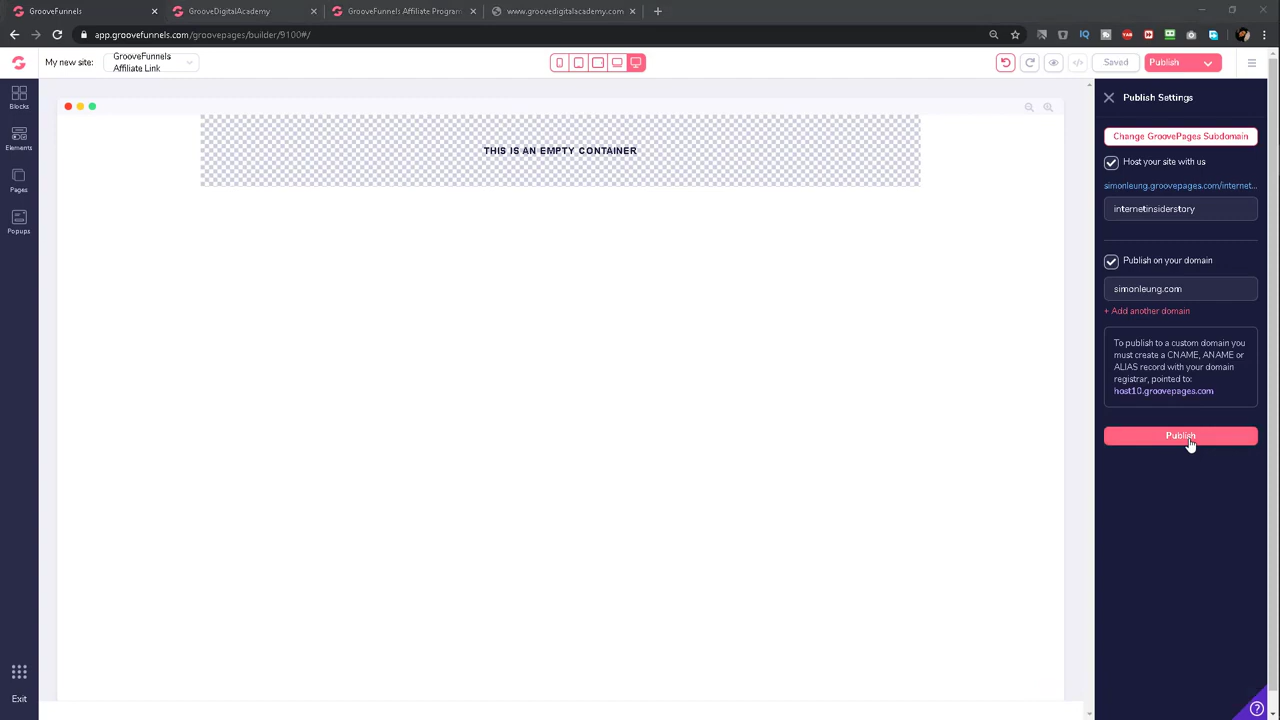 GrooveFunnels
GrooveDigitalAcademy
GrooveFunnels Affiliate Program
www.groovedigitalacademy.com
app.groovefunnels.com/groovepages/builder/9100#/
My new site:
GrooveFunnels
Affiliate Link
Saved
Publish
Blocks
Elements
Pages
Popups
Exit
THIS IS AN EMPTY CONTAINER
Publish Settings
Change GroovePages Subdomain
Host your site with us
simonleung.groovepages.com/internet...
internetinsiderstory
Publish on your domain
simonleung.com
+ Add another domain
To publish to a custom domain you
must create a CNAME, ANAME or
ALIAS record with your domain
registrar, pointed to:
host10.groovepages.com
Publish